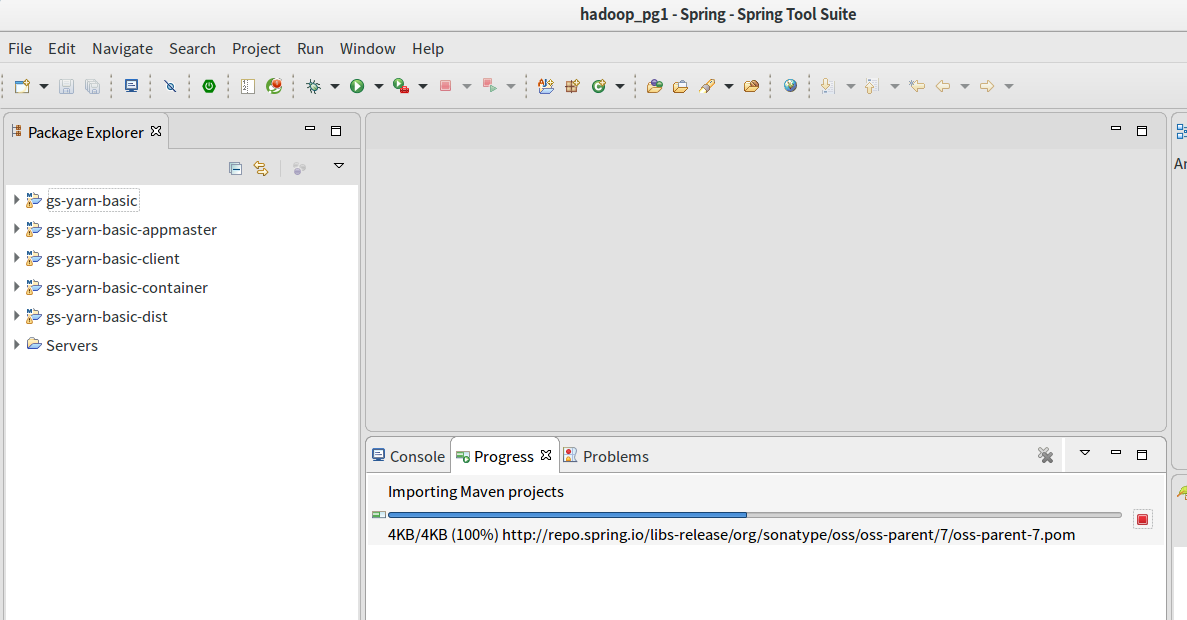 hadoop_pg1 - Spring - Spring Tool Suite
File Edit Navigate Search Project Run Window Help
Package Explorer
gs-yarn-basic
gs-yarn-basic-appmaster
gs-yarn-basic-client
gs-yarn-basic-container
gs-yarn-basic-dist
Servers
Console Progress Problems
Importing Maven projects
4KB/4KB (100%) http://repo.spring.io/libs-release/org/sonatype/oss/oss-parent/7/oss-parent-7.pom